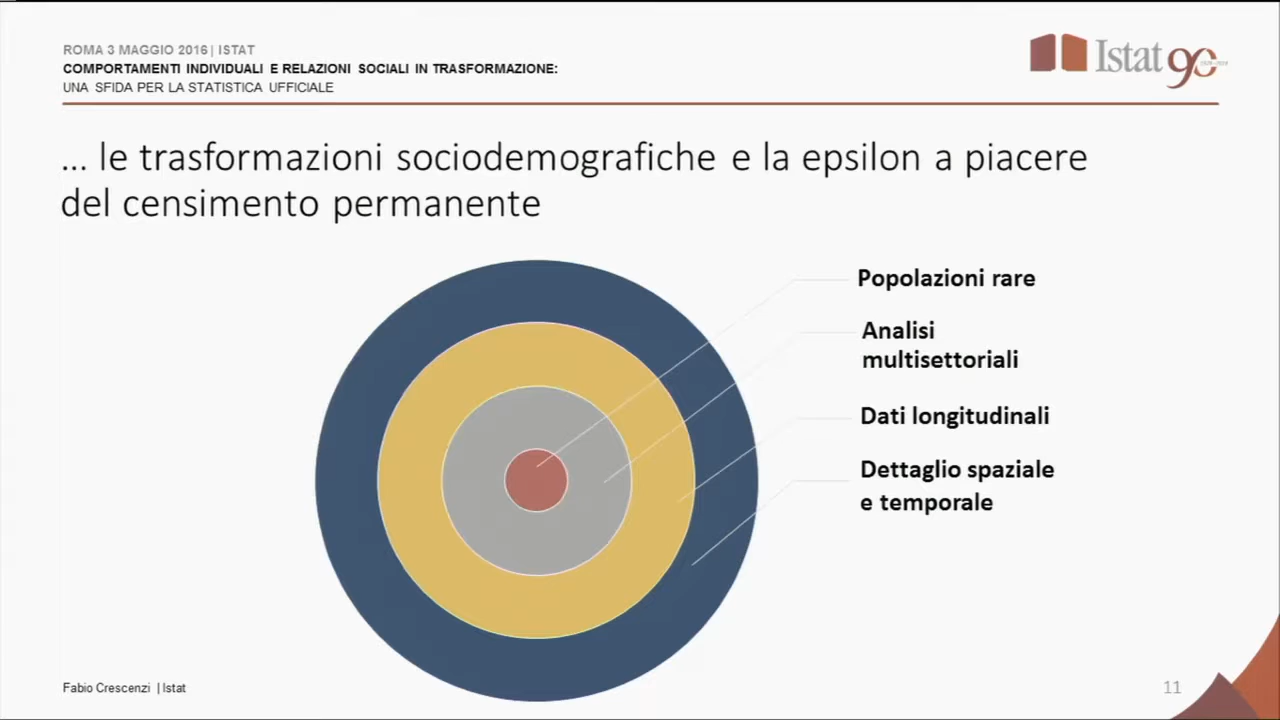 ROMA 3 MAGGIO 2016 | ISTAT
COMPORTAMENTI INDIVIDUALI E RELAZIONI SOCIALI IN TRASFORMAZIONE:
UNA SFIDA PER LA STATISTICA UFFICIALE
Istat 90
... le trasformazioni sociodemografiche e la epsilon a piacere
del censimento permanente
Popolazioni rare
Analisi
multisettoriali
Dati longitudinali
Dettaglio spaziale
e temporale
Fabio Crescenzi | Istat
11